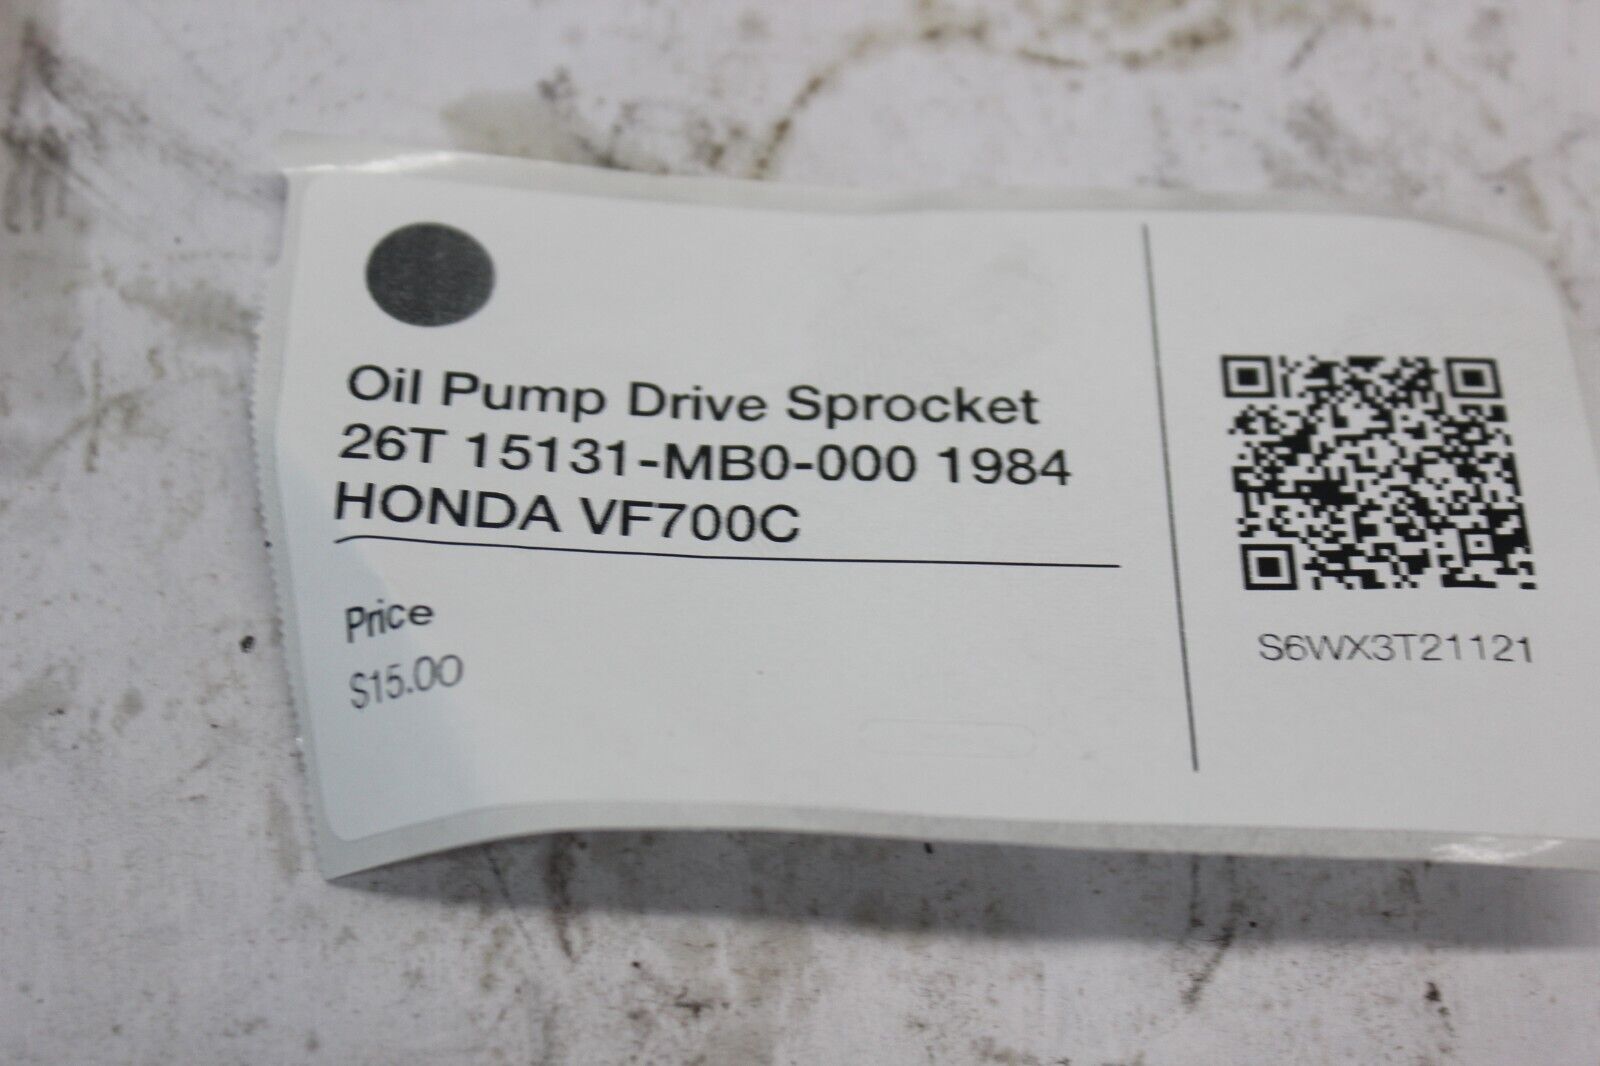 Oil Pump Drive Sprocket
26T 15131-MB0-000 1984
HONDA VF700C
Price
$15.00
S6WX3T21121